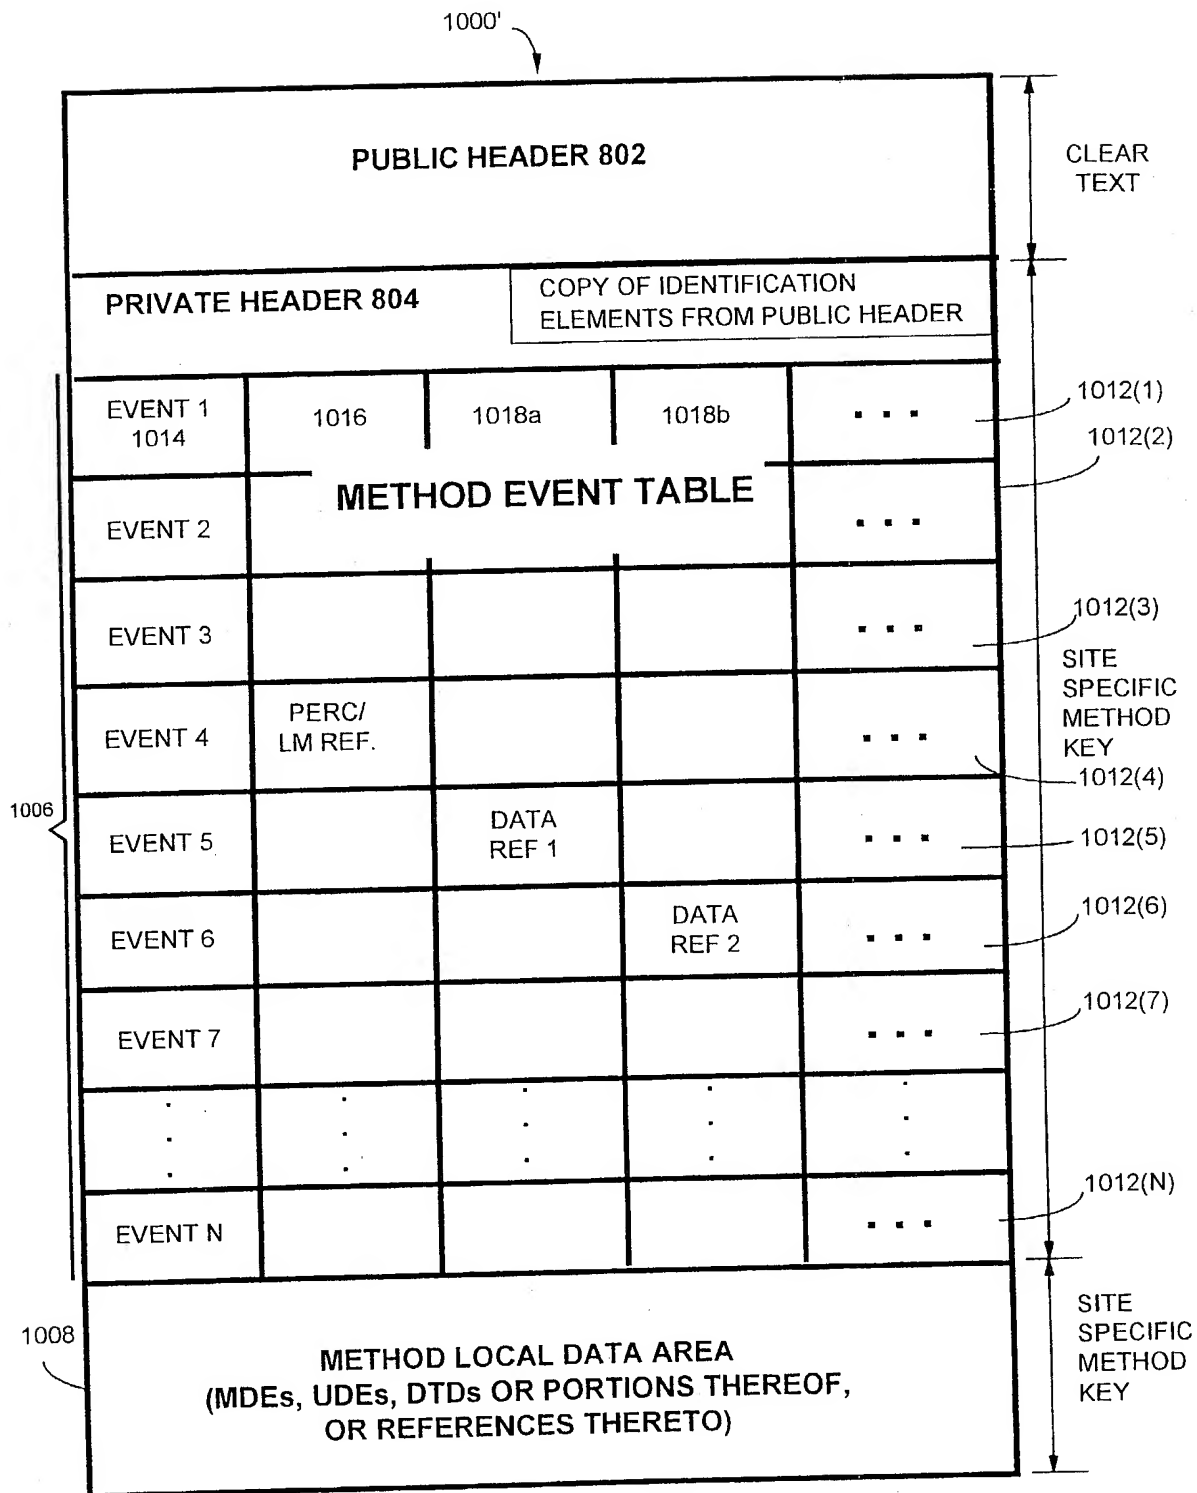 1000'
PUBLIC HEADER 802
CLEAR
TEXT
PRIVATE HEADER 804
COPY OF IDENTIFICATION
ELEMENTS FROM PUBLIC HEADER
EVENT 1
1014
1016
1018a
1018b
1012(1)
1012(2)
METHOD EVENT TABLE
EVENT 2
EVENT 3
1012(3)
SITE
SPECIFIC
METHOD
KEY
EVENT 4
PERC/
LM REF.
1012(4)
1006
EVENT 5
DATA
REF 1
1012(5)
EVENT 6
DATA
REF 2
1012(6)
EVENT 7
1012(7)
EVENT N
1012(N)
1008
METHOD LOCAL DATA AREA
(MDEs, UDEs, DTDs OR PORTIONS THEREOF,
OR REFERENCES THERETO)
SITE
SPECIFIC
METHOD
KEY